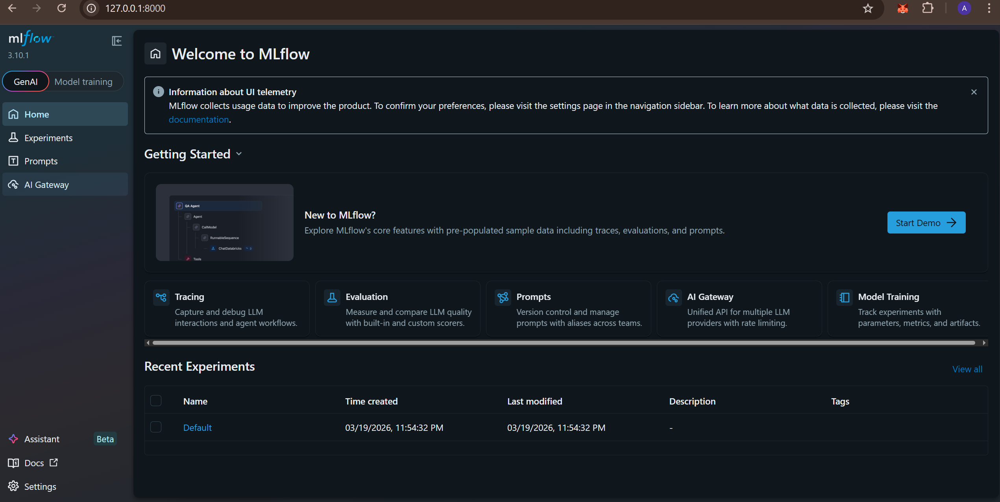 127.0.0.1:8000
A
mlflow
3.10.1
GenAI
Model training
Home
Experiments
Prompts
AI Gateway
Assistant
Beta
Docs
Settings
Welcome to MLflow
Information about UI telemetry
MLflow collects usage data to improve the product. To confirm your preferences, please visit the settings page in the navigation sidebar. To learn more about what data is collected, please visit the
documentation.
Getting Started
QA Agent
Agent
CallModel
RunnableSequence
ChatDatabricks 3
Tools
New to MLflow?
Explore MLflow's core features with pre-populated sample data including traces, evaluations, and prompts.
Start Demo
Tracing
Capture and debug LLM
interactions and agent workflows.
Evaluation
Measure and compare LLM quality
with built-in and custom scorers.
Prompts
Version control and manage
prompts with aliases across teams.
AI Gateway
Unified API for multiple LLM
providers with rate limiting.
Model Training
Track experiments with
parameters, metrics, and artifacts.
Recent Experiments
View all
Name Time created Last modified Description Tags
Default 03/19/2026, 11:54:32 PM 03/19/2026, 11:54:32 PM -